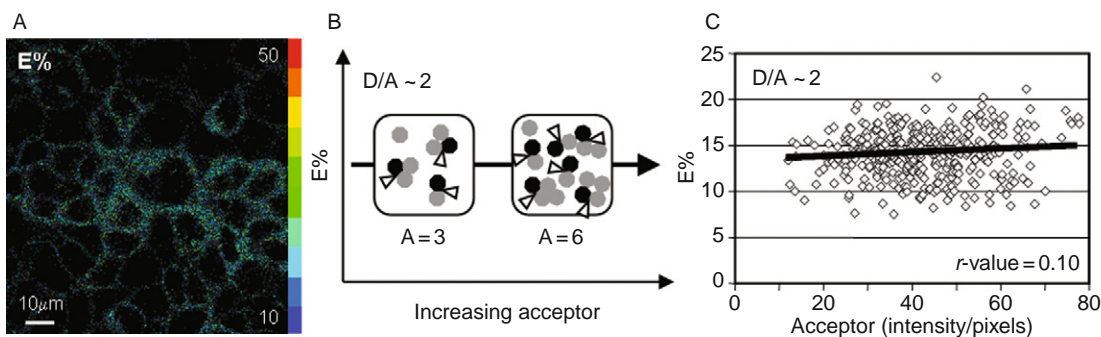 A
E%
50
10
10μm
B
D/A ~ 2
E%
A = 3
A = 6
Increasing acceptor
C
25
20
15
10
5
0
E%
D/A ~ 2
r-value = 0.10
0 20 40 60 80
Acceptor (intensity/pixels)